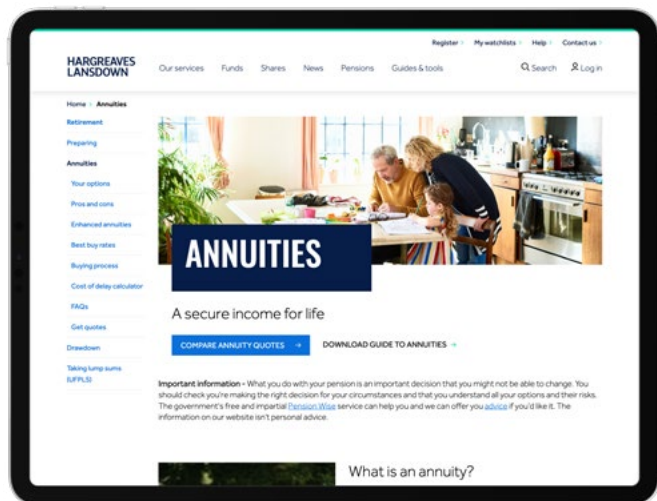 Register
My watchlists
Help
Contact us
HARGREAVES
LANSDOWN
Our services
Funds
Shares
News
Pensions
Guides & tools
Search
Log in
Home
Annuities
Retirement
Preparing
Annuities
Your options
Pros and cons
Enhanced annuities
Best buy rates
Buying process
Cost of delay calculator
FAQs
Get quotes
Drawdown
Taking lump sums
(UFPLS)
ANNUITIES
A secure income for life
COMPARE ANNUITY QUOTES
DOWNLOAD GUIDE TO ANNUITIES
Important information - What you do with your pension is an important decision that you might not be able to change. You
should check you're making the right decision for your circumstances and that you understand all your options and their risks.
The government's free and impartial Pension Wise service can help you and we can offer you advice if you'd like it. The
information on our website isn't personal advice.
What is an annuity?